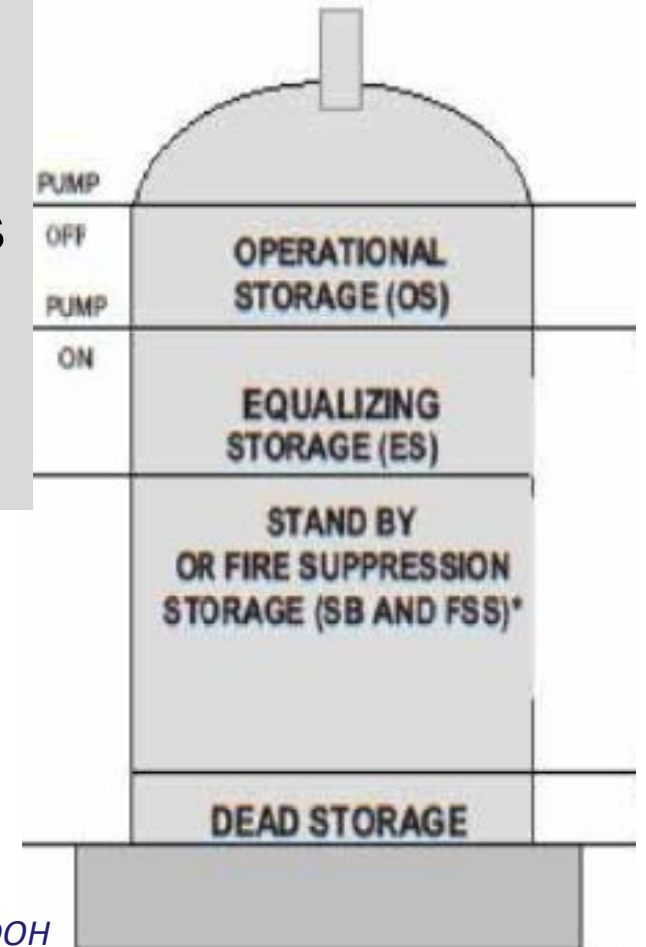 PUMP
OFF
S
OPERATIONAL
STORAGE (OS)
PUMP
ON
EQUALIZING
STORAGE (ES)
STAND BY
OR FIRE SUPPRESSION
STORAGE (SB AND FSS)*
DEAD STORAGE
OOH